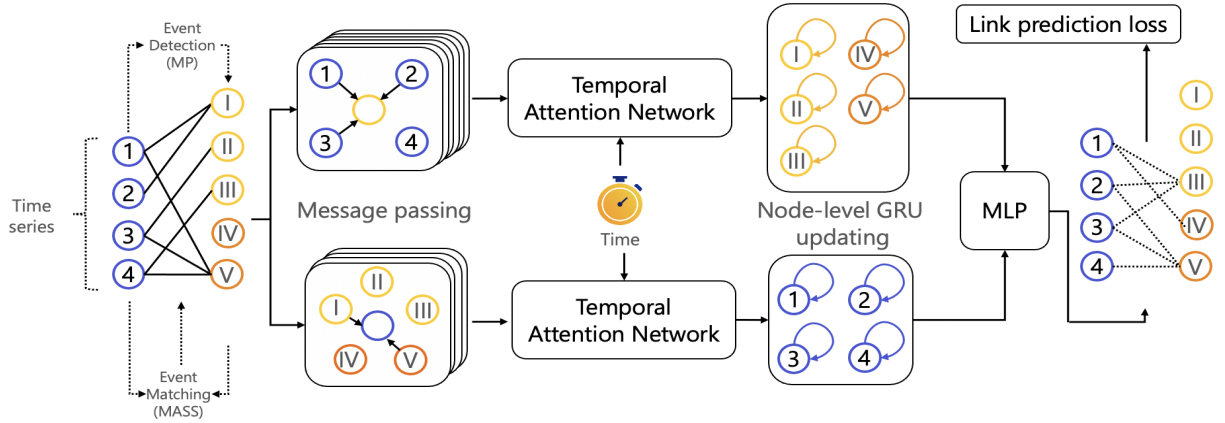 Event
Detection
(MP)
Time
series
1
2
3
4
I
II
III
IV
V
Event
Matching
(MASS)
1
2
3
4
Message passing
II
I
III
IV
V
Temporal
Attention Network
Time
Temporal
Attention Network
I
IV
II
V
III
Node-level GRU
updating
1
2
3
4
MLP
Link prediction loss
1
2
3
4
I
II
III
IV
V